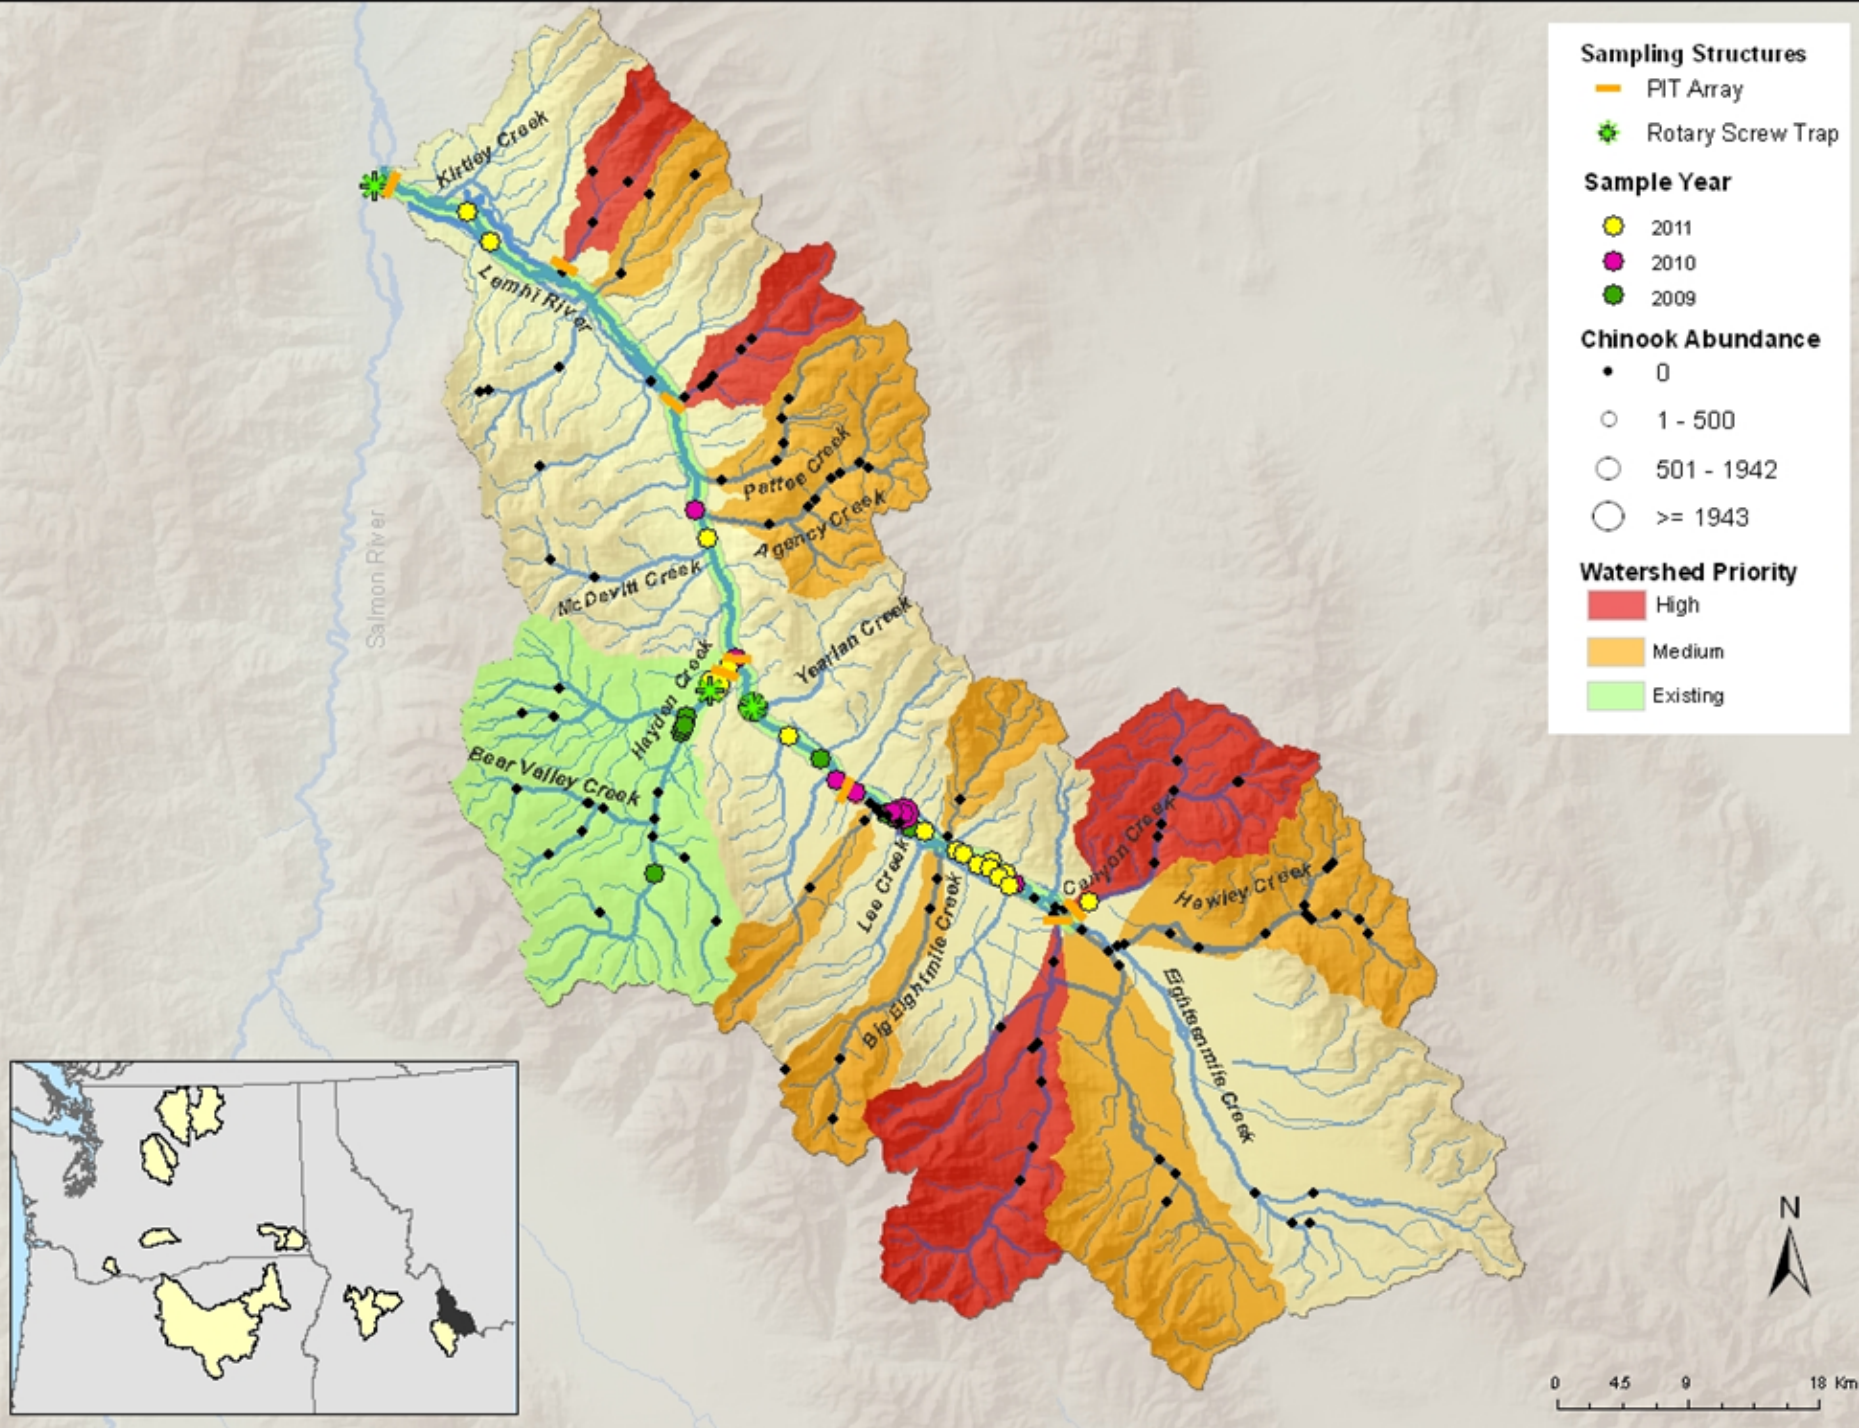 Sampling Structures
PIT Array
Rotary Screw Trap
Sample Year
2011
2010
2009
Chinook Abundance
0
1 - 500
501 - 1942
>= 1943
Watershed Priority
High
Medium
Existing
Kirtley Creek
Lemhi River
Salmon River
Pattee Creek
Agency Creek
McDevitt Creek
Yearian Creek
Hayden Creek
Bear Valley Creek
Lee Creek
Big Eightmile Creek
Canyon Creek
Hawley Creek
Eighteenmile Creek
N
0 4.5 9 18 Km